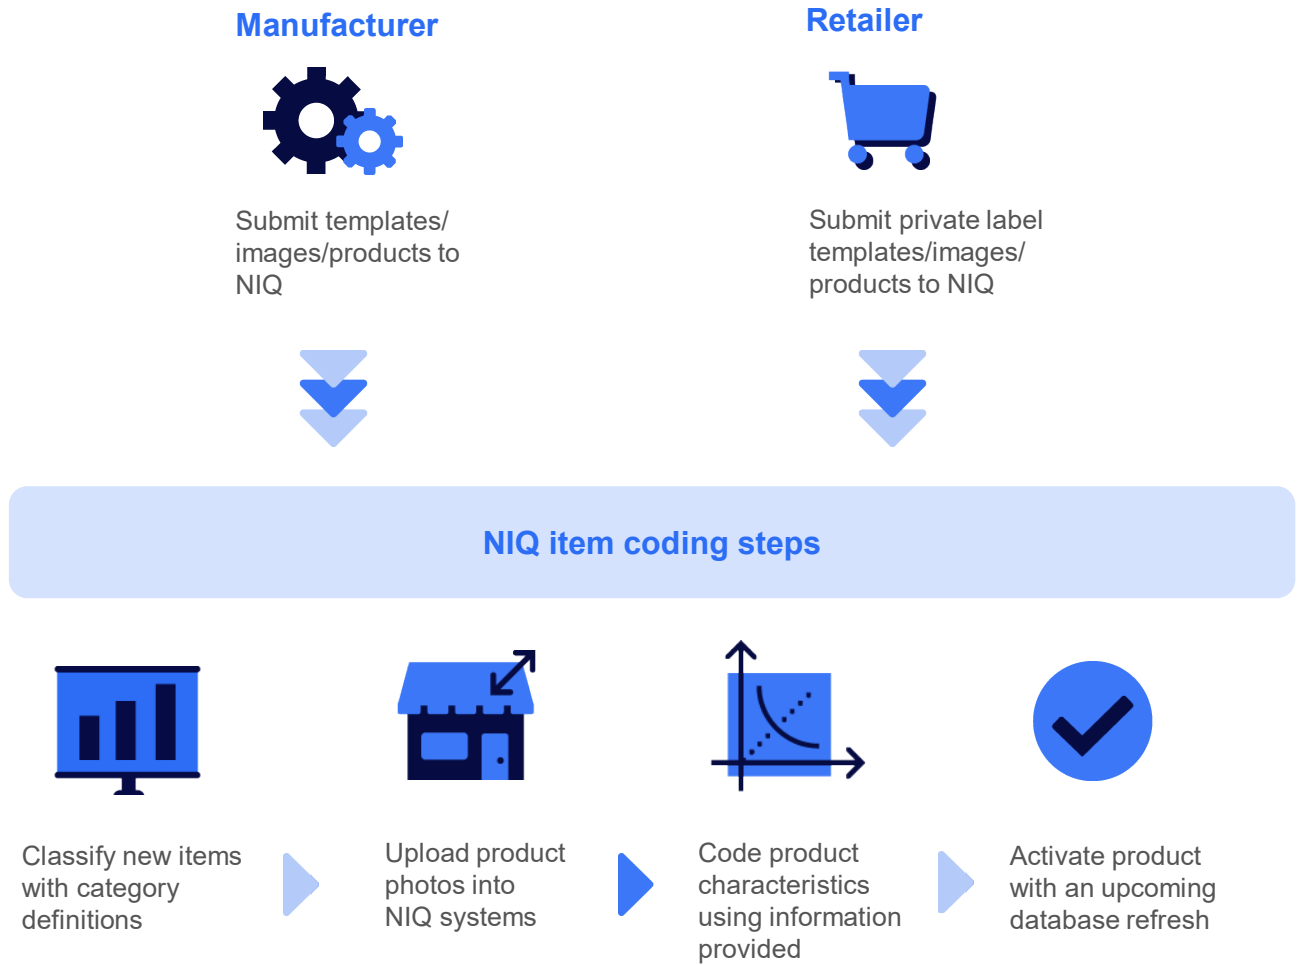 Manufacturer
Retailer
Submit templates/
images/products to
NIQ
Submit private label
templates/images/
products to NIQ
NIQ item coding steps
Classify new items
with category
definitions
Upload product
photos into
NIQ systems
Code product
characteristics
using information
provided
Activate product
with an upcoming
database refresh